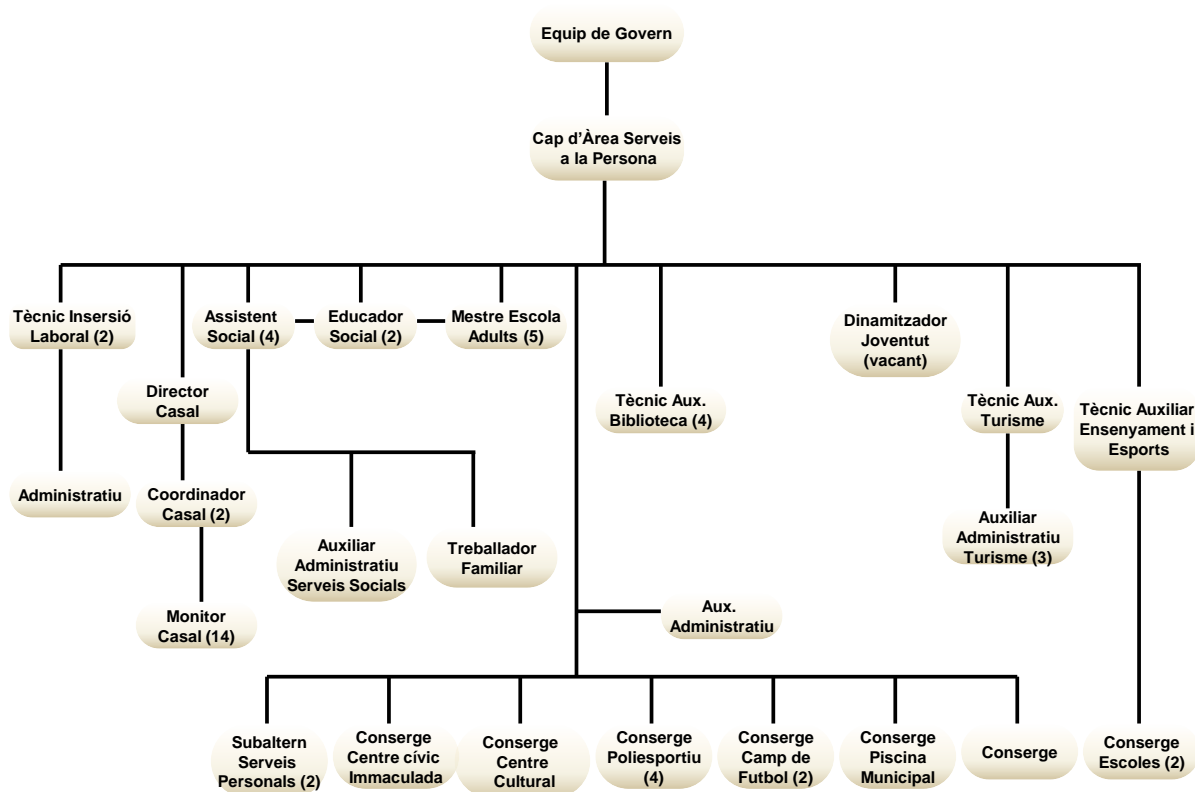 Equip de Govern
Cap d’Àrea Serveis
a la Persona
Tècnic Insersió
Laboral (2)
Assistent
Social (4)
Educador
Social (2)
Mestre Escola
Adults (5)
Dinamitzador
Joventut
(vacant)
Director
Casal
Tècnic Aux.
Biblioteca (4)
Tècnic Aux.
Turisme
Tècnic Auxiliar
Ensenyament i
Esports
Administratiu
Coordinador
Casal (2)
Auxiliar
Administratiu
Serveis Socials
Treballador
Familiar
Auxiliar
Administratiu
Turisme (3)
Monitor
Casal (14)
Aux.
Administratiu
Subaltern
Serveis
Personals (2)
Conserge
Centre cívic
Immaculada
Conserge
Centre
Cultural
Conserge
Poliesportiu
(4)
Conserge
Camp de
Futbol (2)
Conserge
Piscina
Municipal
Conserge
Conserge
Escoles (2)